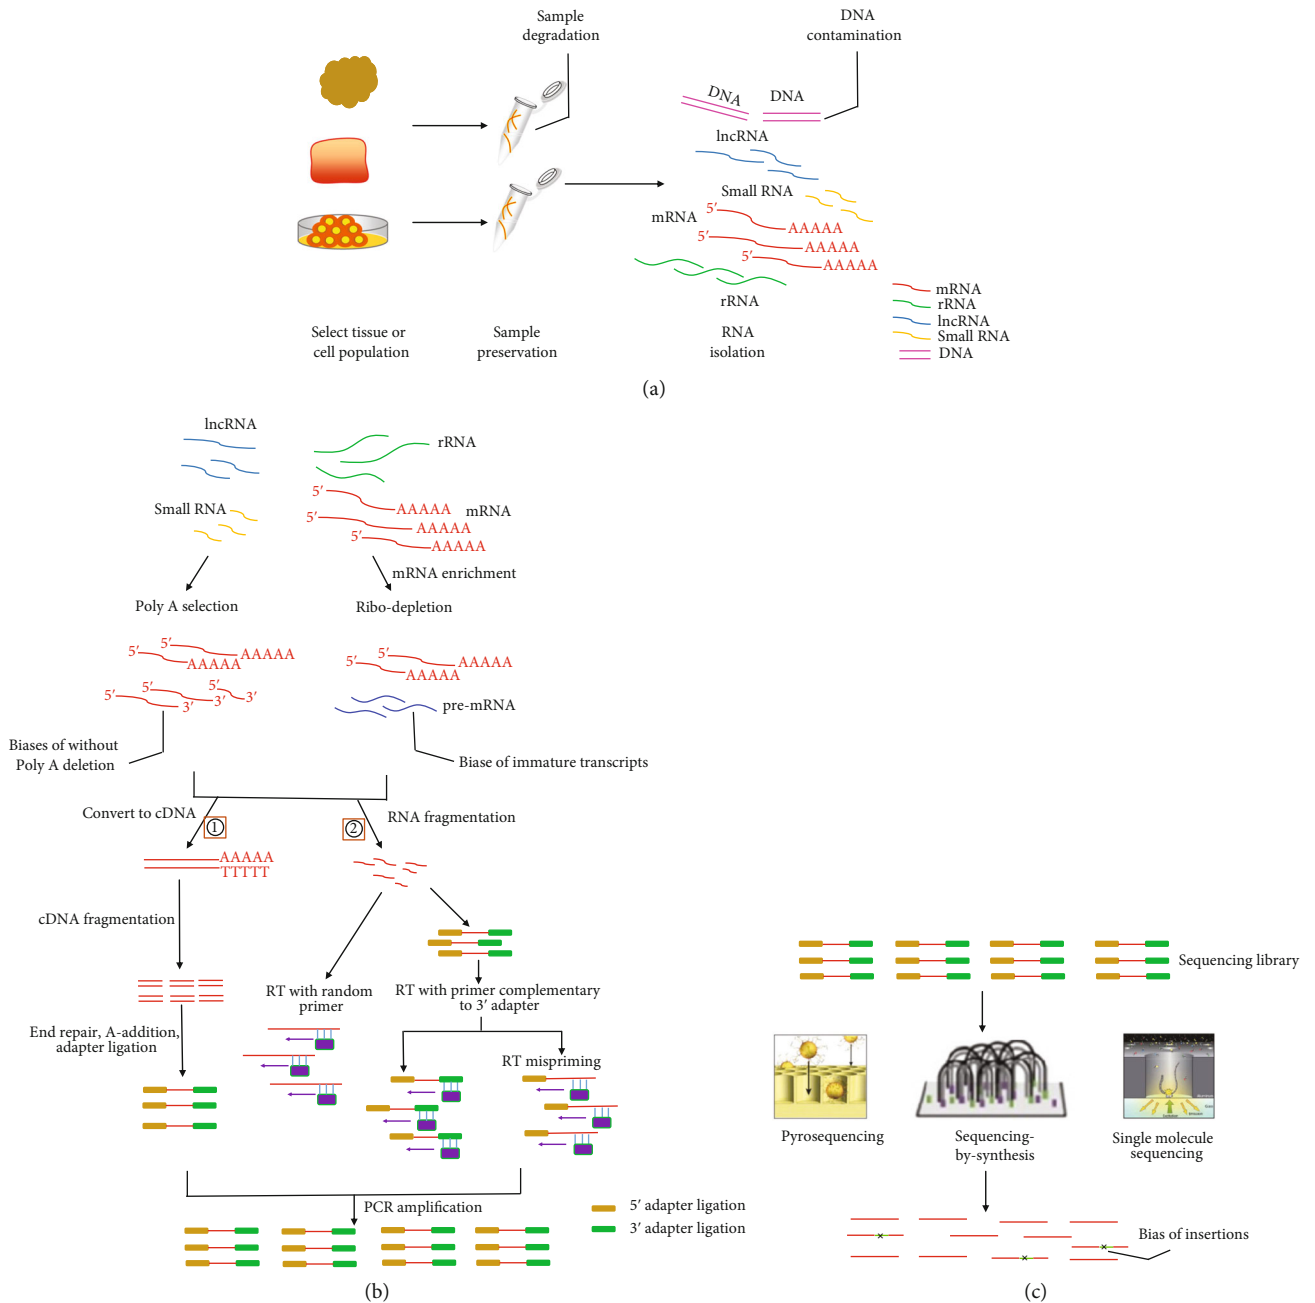 Sample
degradation
DNA
contamination
DNA
DNA
lncRNA
Small RNA
mRNA
5′
AAAAA
5′
AAAAA
5′
AAAAA
rRNA
mRNA
rRNA
lncRNA
Small RNA
DNA
Select tissue or
cell population
Sample
preservation
RNA
isolation
(a)
lncRNA
rRNA
Small RNA
5′
AAAAA
mRNA
5′
AAAAA
5′
AAAAA
mRNA enrichment
Poly A selection
Ribo-depletion
5′
AAAAA
5′
AAAAA
5′
3′
5′
3′
5′
3′
5′
AAAAA
5′
AAAAA
pre-mRNA
Biases of without
Poly A deletion
Biase of immature transcripts
Convert to cDNA
1
2
RNA fragmentation
AAAAA
TTTTT
cDNA fragmentation
RT with random
primer
RT with primer complementary
to 3′ adapter
End repair, A-addition,
adapter ligation
RT mispriming
PCR amplification
5′ adapter ligation
3′ adapter ligation
(b)
Sequencing library
Pyrosequencing
Sequencing-
by-synthesis
Single molecule
sequencing
Bias of insertions
(c)